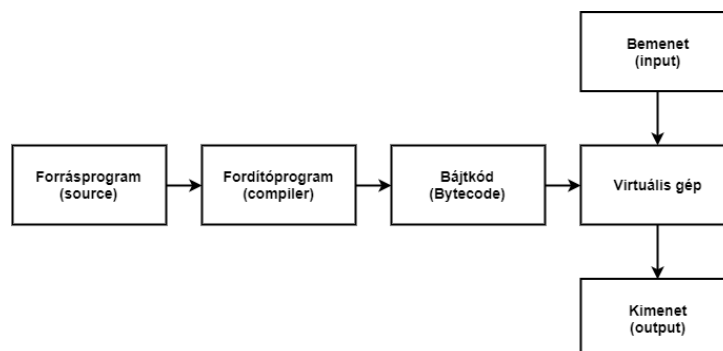 Bemenet
(input)
Forrásprogram
(source)
Fordítóprogram
(compiler)
Bájtkód
(Bytecode)
Virtuális gép
Kimenet
(output)